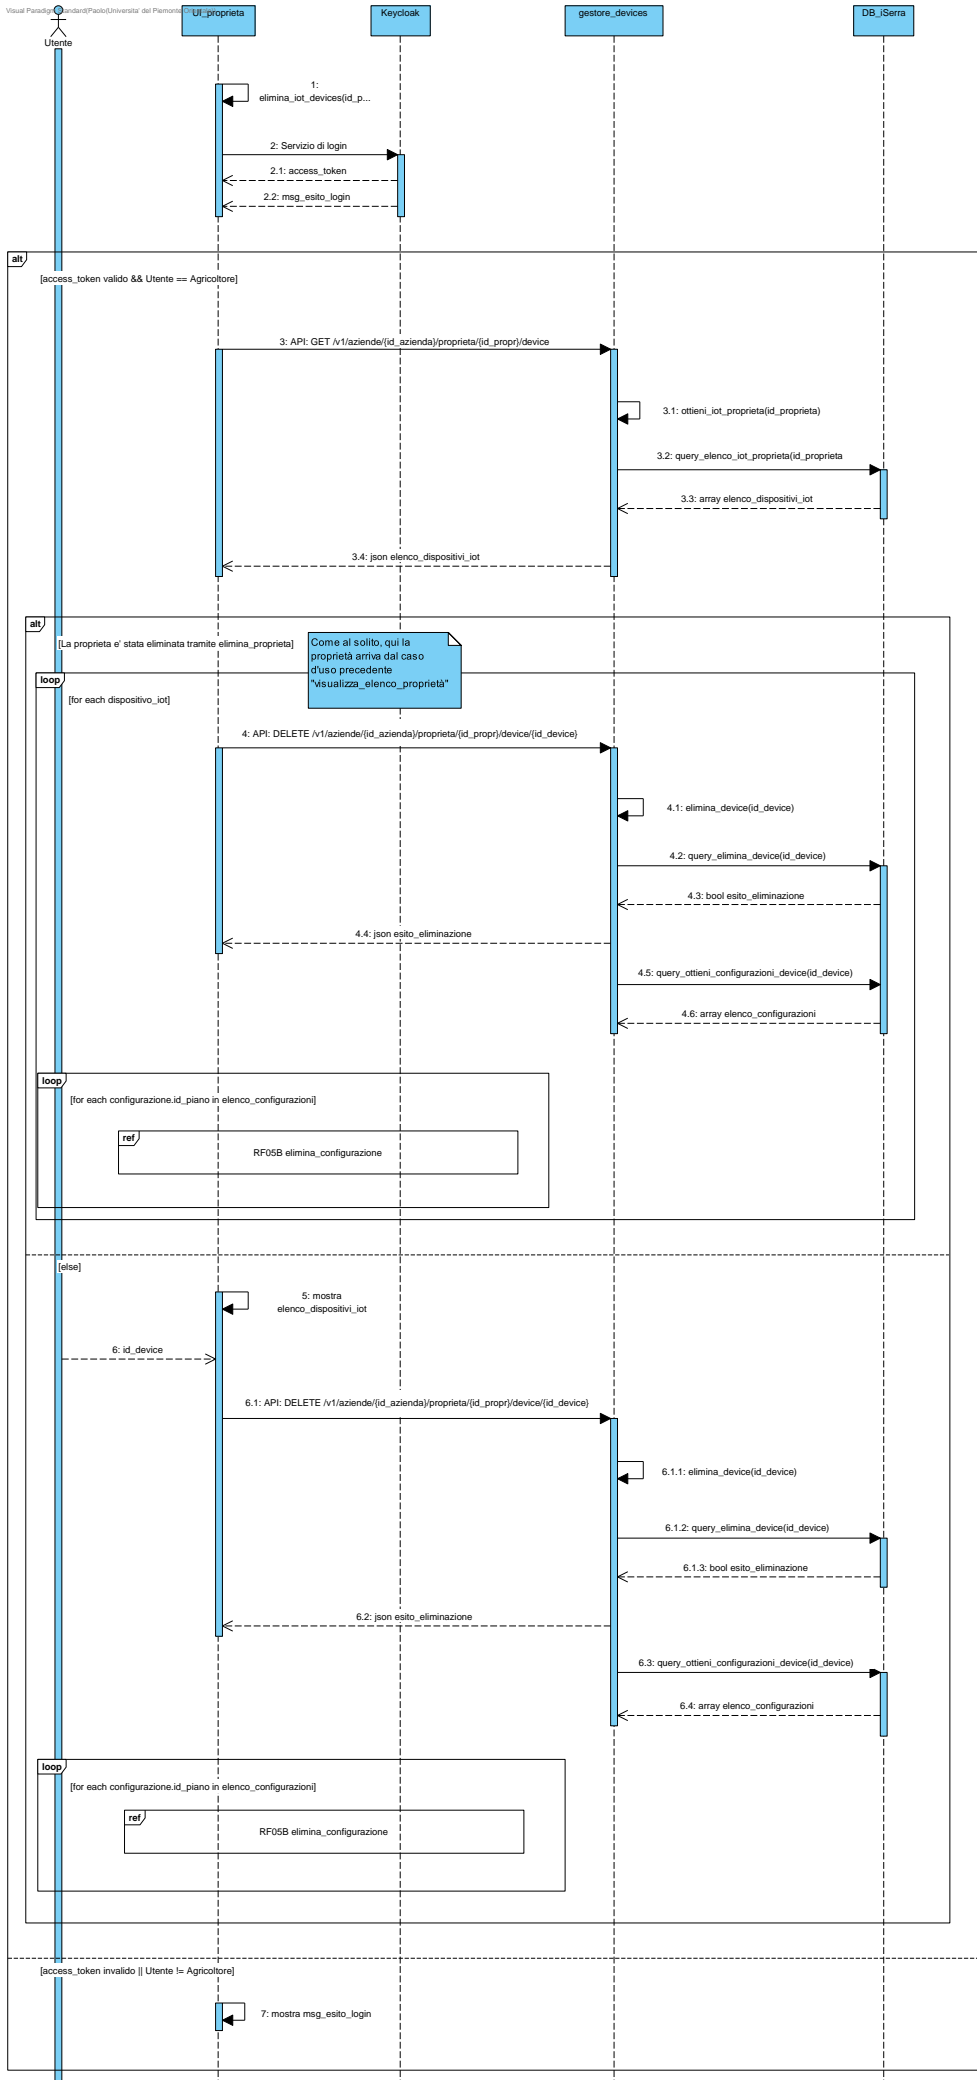 Visual Paradigm Standard(Paolo(Universita' del Piemonte
Utente
UI_proprieta
Keycloak
gestore_devices
DB_iSerra
1:
elimina_iot_devices(id_p...
2: Servizio di login
2.1: access_token
2.2: msg_esito_login
alt
[access_token valido && Utente == Agricoltore]
3: API: GET /v1/aziende/{id_azienda}/proprieta/{id_propr}/device
3.1: ottieni_iot_proprieta(id_proprieta)
3.2: query_elenco_iot_proprieta(id_proprieta
3.3: array elenco_dispositivi_iot
3.4: json elenco_dispositivi_iot
alt
[La proprieta e' stata eliminata tramite elimina_proprieta]
Come al solito, qui la
proprietà arriva dal caso
d'uso precedente
"visualizza_elenco_proprietà"
loop
[for each dispositivo_iot]
4: API: DELETE /v1/aziende/{id_azienda}/proprieta/{id_propr}/device/{id_device}
4.1: elimina_device(id_device)
4.2: query_elimina_device(id_device)
4.3: bool esito_eliminazione
4.4: json esito_eliminazione
4.5: query_ottieni_configurazioni_device(id_device)
4.6: array elenco_configurazioni
loop
[for each configurazione.id_piano in elenco_configurazioni]
ref
RF05B elimina_configurazione
[else]
5: mostra
elenco_dispositivi_iot
6: id_device
6.1: API: DELETE /v1/aziende/{id_azienda}/proprieta/{id_propr}/device/{id_device}
6.1.1: elimina_device(id_device)
6.1.2: query_elimina_device(id_device)
6.1.3: bool esito_eliminazione
6.2: json esito_eliminazione
6.3: query_ottieni_configurazioni_device(id_device)
6.4: array elenco_configurazioni
loop
[for each configurazione.id_piano in elenco_configurazioni]
ref
RF05B elimina_configurazione
[access_token invalido || Utente != Agricoltore]
7: mostra msg_esito_login